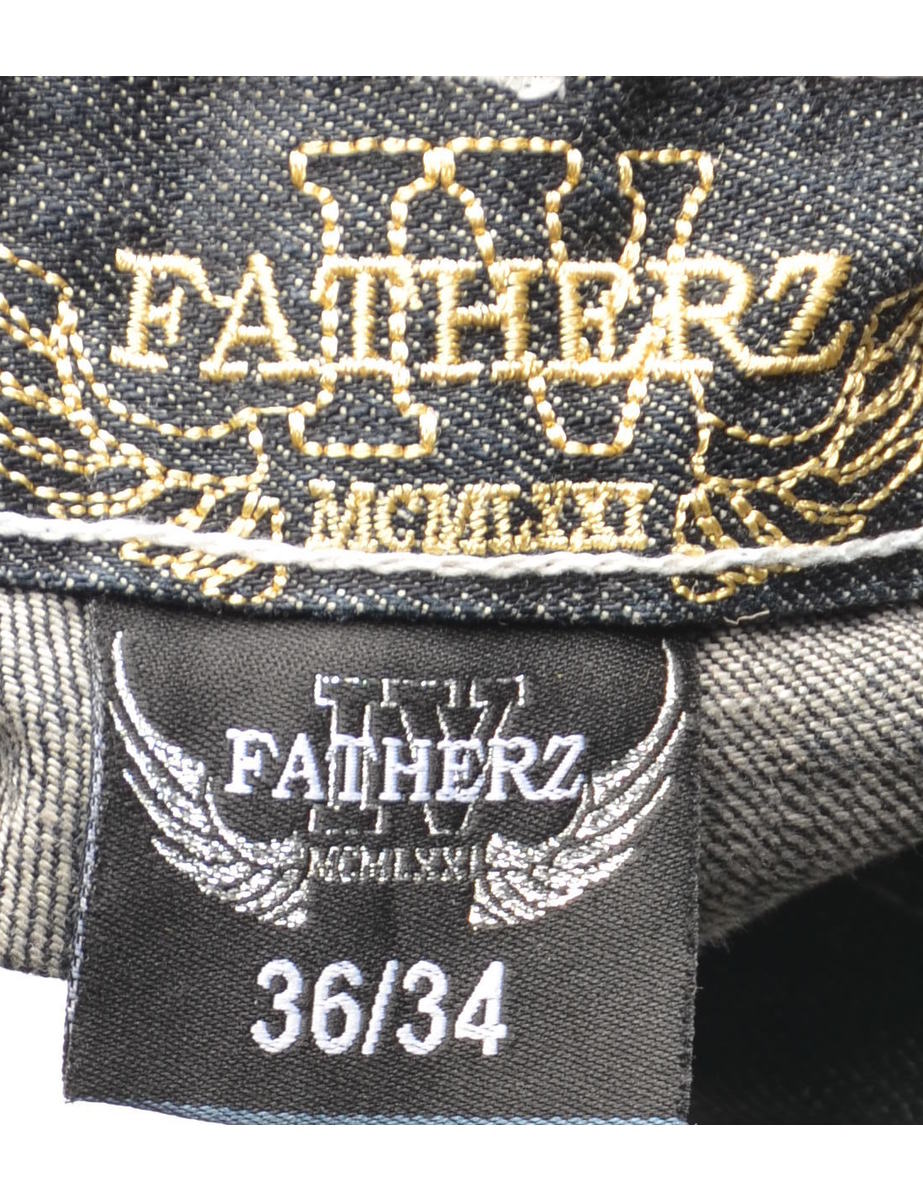 IV
FATHERZ
MCMLXXI
IV
FATHERZ
MCMLXXI
36/34